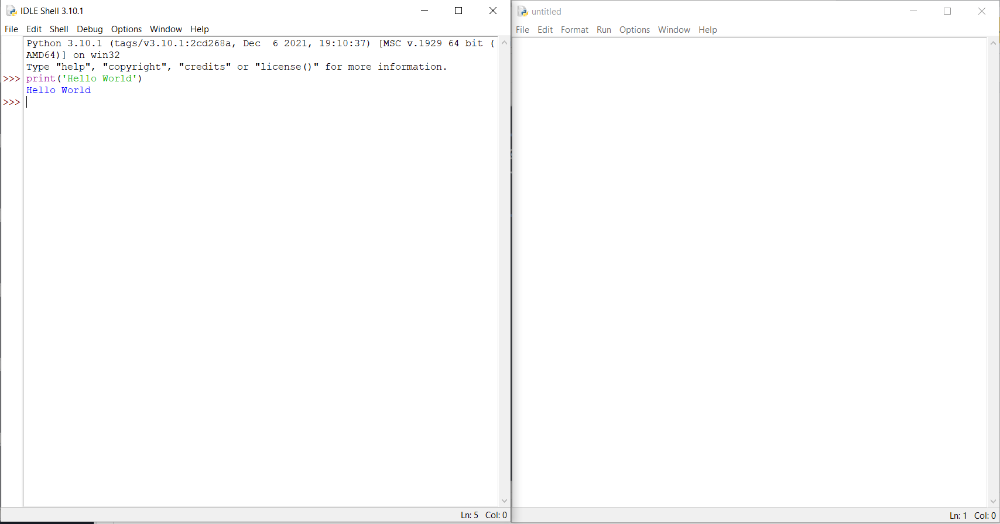 IDLE Shell 3.10.1
File Edit Shell Debug Options Window Help
Python 3.10.1 (tags/v3.10.1:2cd268a, Dec  6 2021, 19:10:37) [MSC v.1929 64 bit (
AMD64)] on win32
Type "help", "copyright", "credits" or "license()" for more information.
>>> print('Hello World')
Hello World
>>>
Ln: 5 Col: 0
untitled
File Edit Format Run Options Window Help
Ln: 1 Col: 0